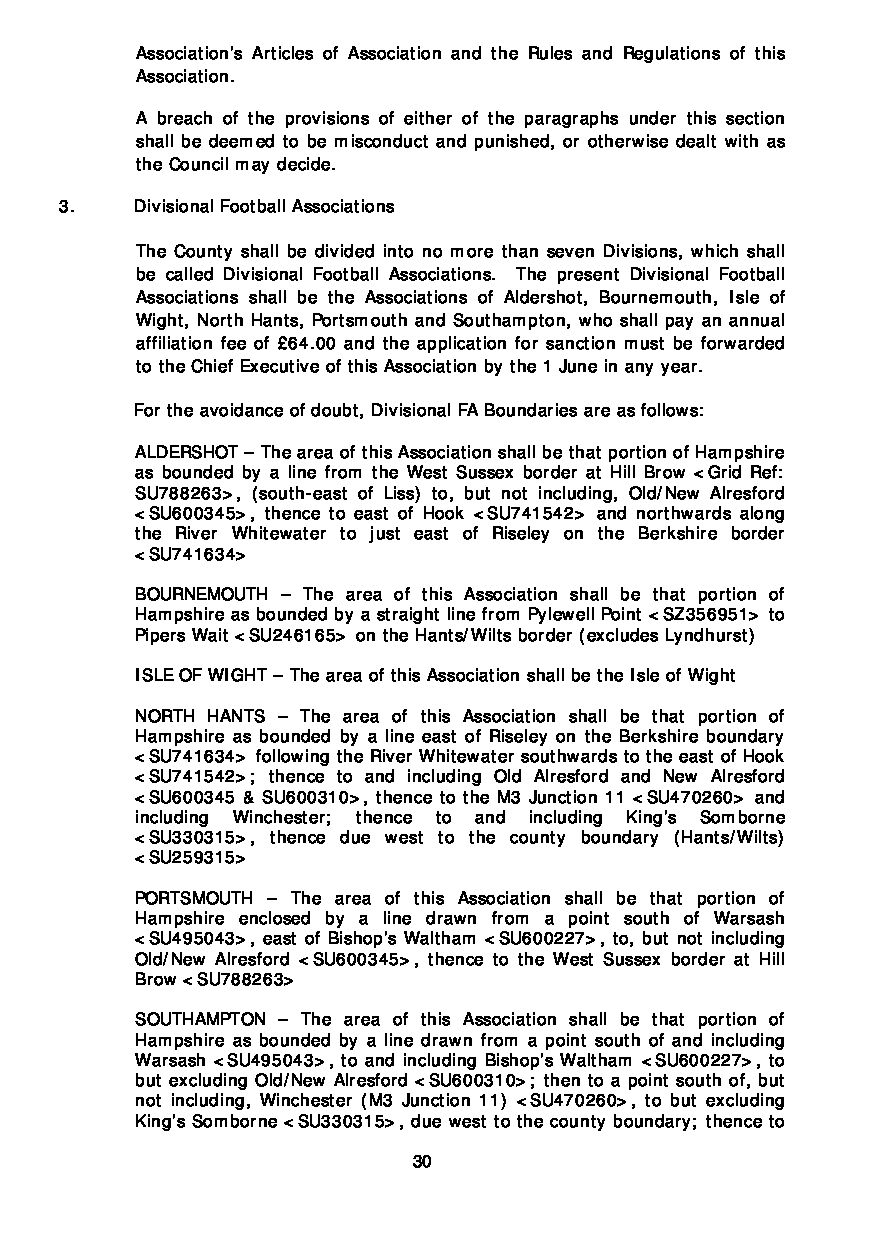 Association's Articles of Association and the Rules and Regulations of this
Association.
A breach of the provisions of either of the paragraphs under this section
shall be deemed to be misconduct and punished, or otherwise dealt with as
the Council may decide.
3. Divisional Football Associations
The County shall be divided into no more than seven Divisions, which shall
be called Divisional Football Associations. The present Divisional Football
Associations shall be the Associations of Aldershot, Bournemouth, Isle of
Wight, North Hants, Portsmouth and Southampton, who shall pay an annual
affiliation fee of £64.00 and the application for sanction must be forwarded
to the Chief Executive of this Association by the 1 June in any year.
For the avoidance of doubt, Divisional FA Boundaries are as follows:
ALDERSHOT – The area of this Association shall be that portion of Hampshire
as bounded by a line from the West Sussex border at Hill Brow <Grid Ref:
SU788263>, (south-east of Liss) to, but not including, Old/New Alresford
<SU600345>, thence to east of Hook <SU741542> and northwards along
the River Whitewater to just east of Riseley on the Berkshire border
<SU741634>
BOURNEMOUTH – The area of this Association shall be that portion of
Hampshire as bounded by a straight line from Pylewell Point <SZ356951> to
Pipers Wait <SU246165> on the Hants/Wilts border (excludes Lyndhurst)
ISLE OF WIGHT – The area of this Association shall be the Isle of Wight
NORTH HANTS – The area of this Association shall be that portion of
Hampshire as bounded by a line east of Riseley on the Berkshire boundary
<SU741634> following the River Whitewater southwards to the east of Hook
<SU741542>; thence to and including Old Alresford and New Alresford
<SU600345 & SU600310>, thence to the M3 Junction 11 <SU470260> and
including Winchester; thence to and including King's Somborne
<SU330315>, thence due west to the county boundary (Hants/Wilts)
<SU259315>
PORTSMOUTH – The area of this Association shall be that portion of
Hampshire enclosed by a line drawn from a point south of Warsash
<SU495043>, east of Bishop's Waltham <SU600227>, to, but not including
Old/New Alresford <SU600345>, thence to the West Sussex border at Hill
Brow <SU788263>
SOUTHAMPTON – The area of this Association shall be that portion of
Hampshire as bounded by a line drawn from a point south of and including
Warsash <SU495043>, to and including Bishop's Waltham <SU600227>, to
but excluding Old/New Alresford <SU600310>; then to a point south of, but
not including, Winchester (M3 Junction 11) <SU470260>, to but excluding
King's Somborne <SU330315>, due west to the county boundary; thence to
30